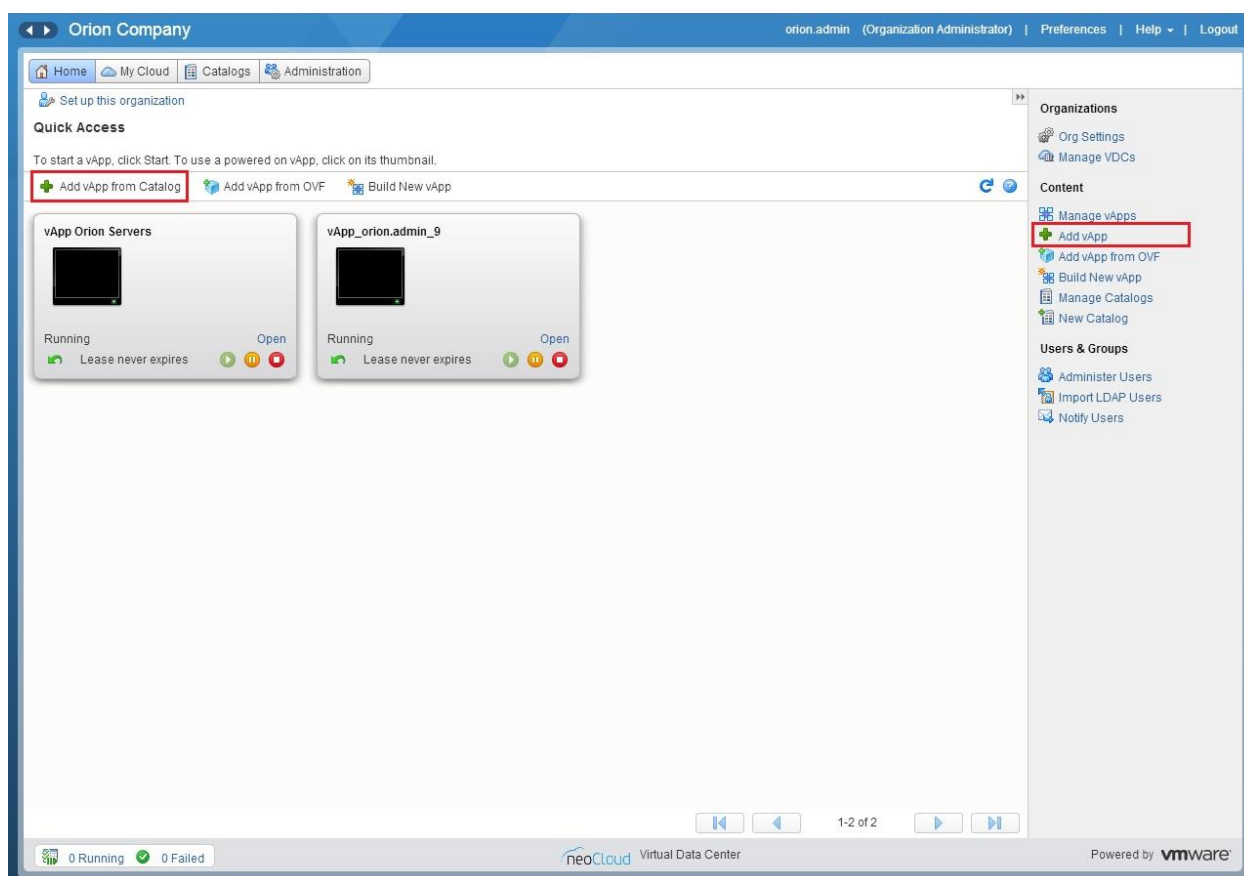 Orion Company
orion.admin (Organization Administrator) | Preferences | Help | Logout
Home My Cloud Catalogs Administration
Set up this organization
Quick Access
To start a vApp, click Start. To use a powered on vApp, click on its thumbnail.
Add vApp from Catalog Add vApp from OVF Build New vApp
vApp Orion Servers
Running Open
Lease never expires
vApp_orion.admin_9
Running Open
Lease never expires
Organizations
Org Settings
Manage VDCs
Content
Manage vApps
Add vApp
Add vApp from OVF
Build New vApp
Manage Catalogs
New Catalog
Users & Groups
Administer Users
Import LDAP Users
Notify Users
1-2 of 2
0 Running 0 Failed
neoCloud Virtual Data Center
Powered by vmware